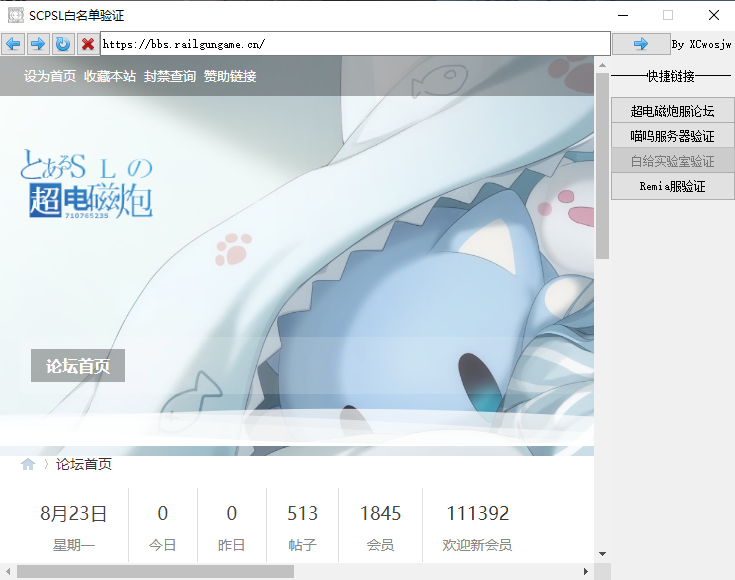 SCPSL白名单验证
https://bbs.railgungame.cn/
By XCwosjw
设为首页 收藏本站 封禁查询 赞助链接
快捷链接
超电磁炮服论坛
喵呜服务器验证
白给实验室验证
Remia服验证
とあるSLの
超电磁炮
710765235
论坛首页
论坛首页
8月23日 0 0 513 1845 111392
星期一 今日 昨日 帖子 会员 欢迎新会员